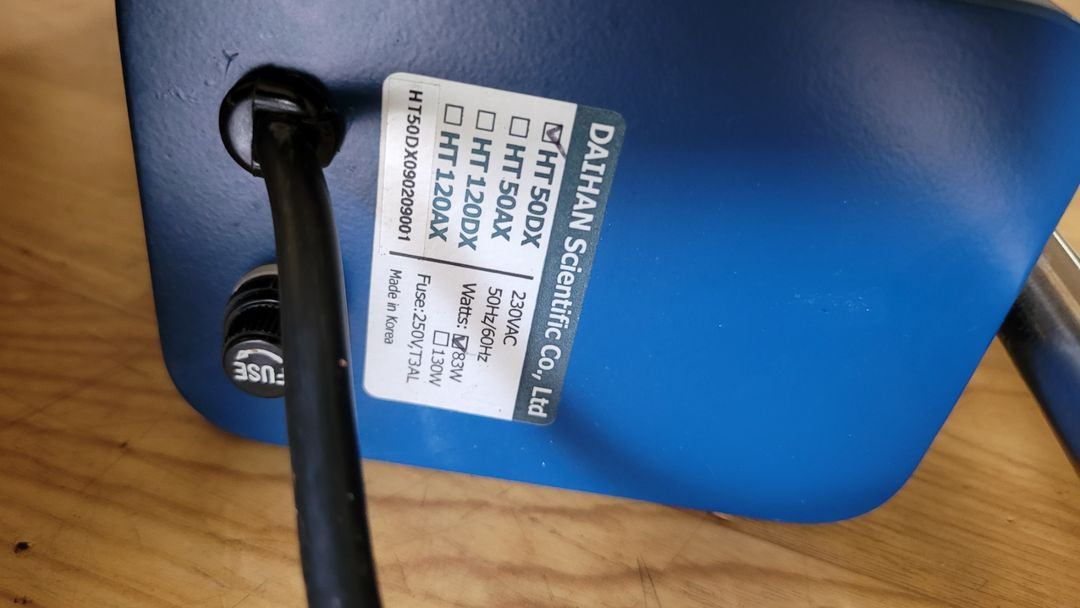 DAIHAN Scientific Co., Ltd
HT 50DX
HT 50AX
HT 120DX
HT 120AX
HT50DX090209001
230VAC
50Hz/60Hz
Watts: 83W
130W
Fuse:250V,T3AL
Made in Korea
FUSE